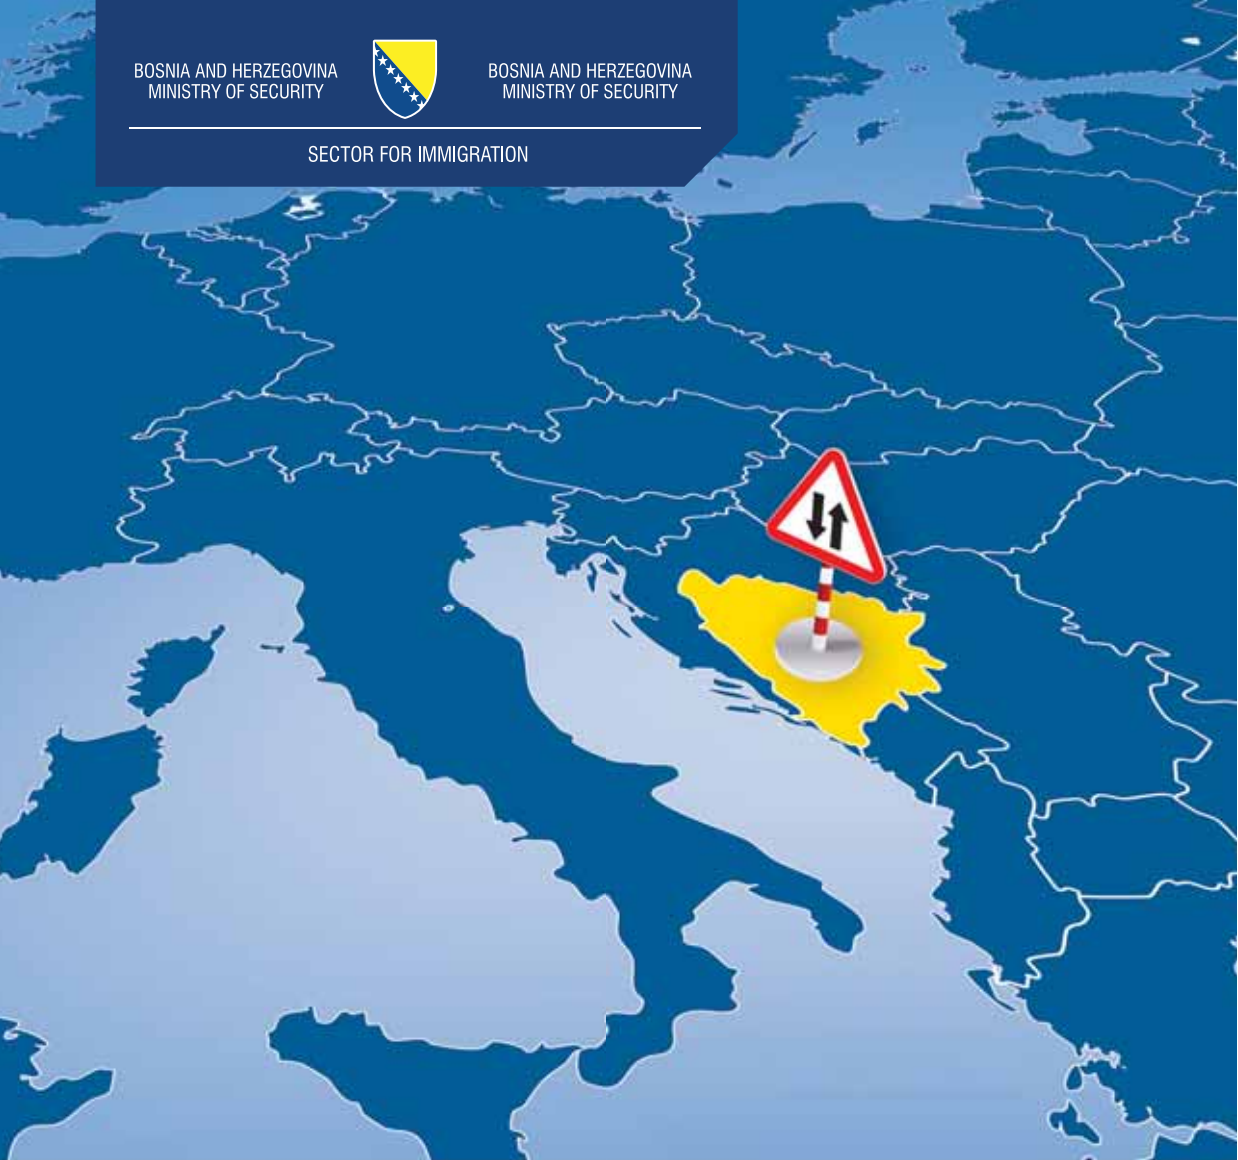 BOSNIA AND HERZEGOVINA
MINISTRY OF SECURITY
BOSNIA AND HERZEGOVINA
MINISTRY OF SECURITY
SECTOR FOR IMMIGRATION